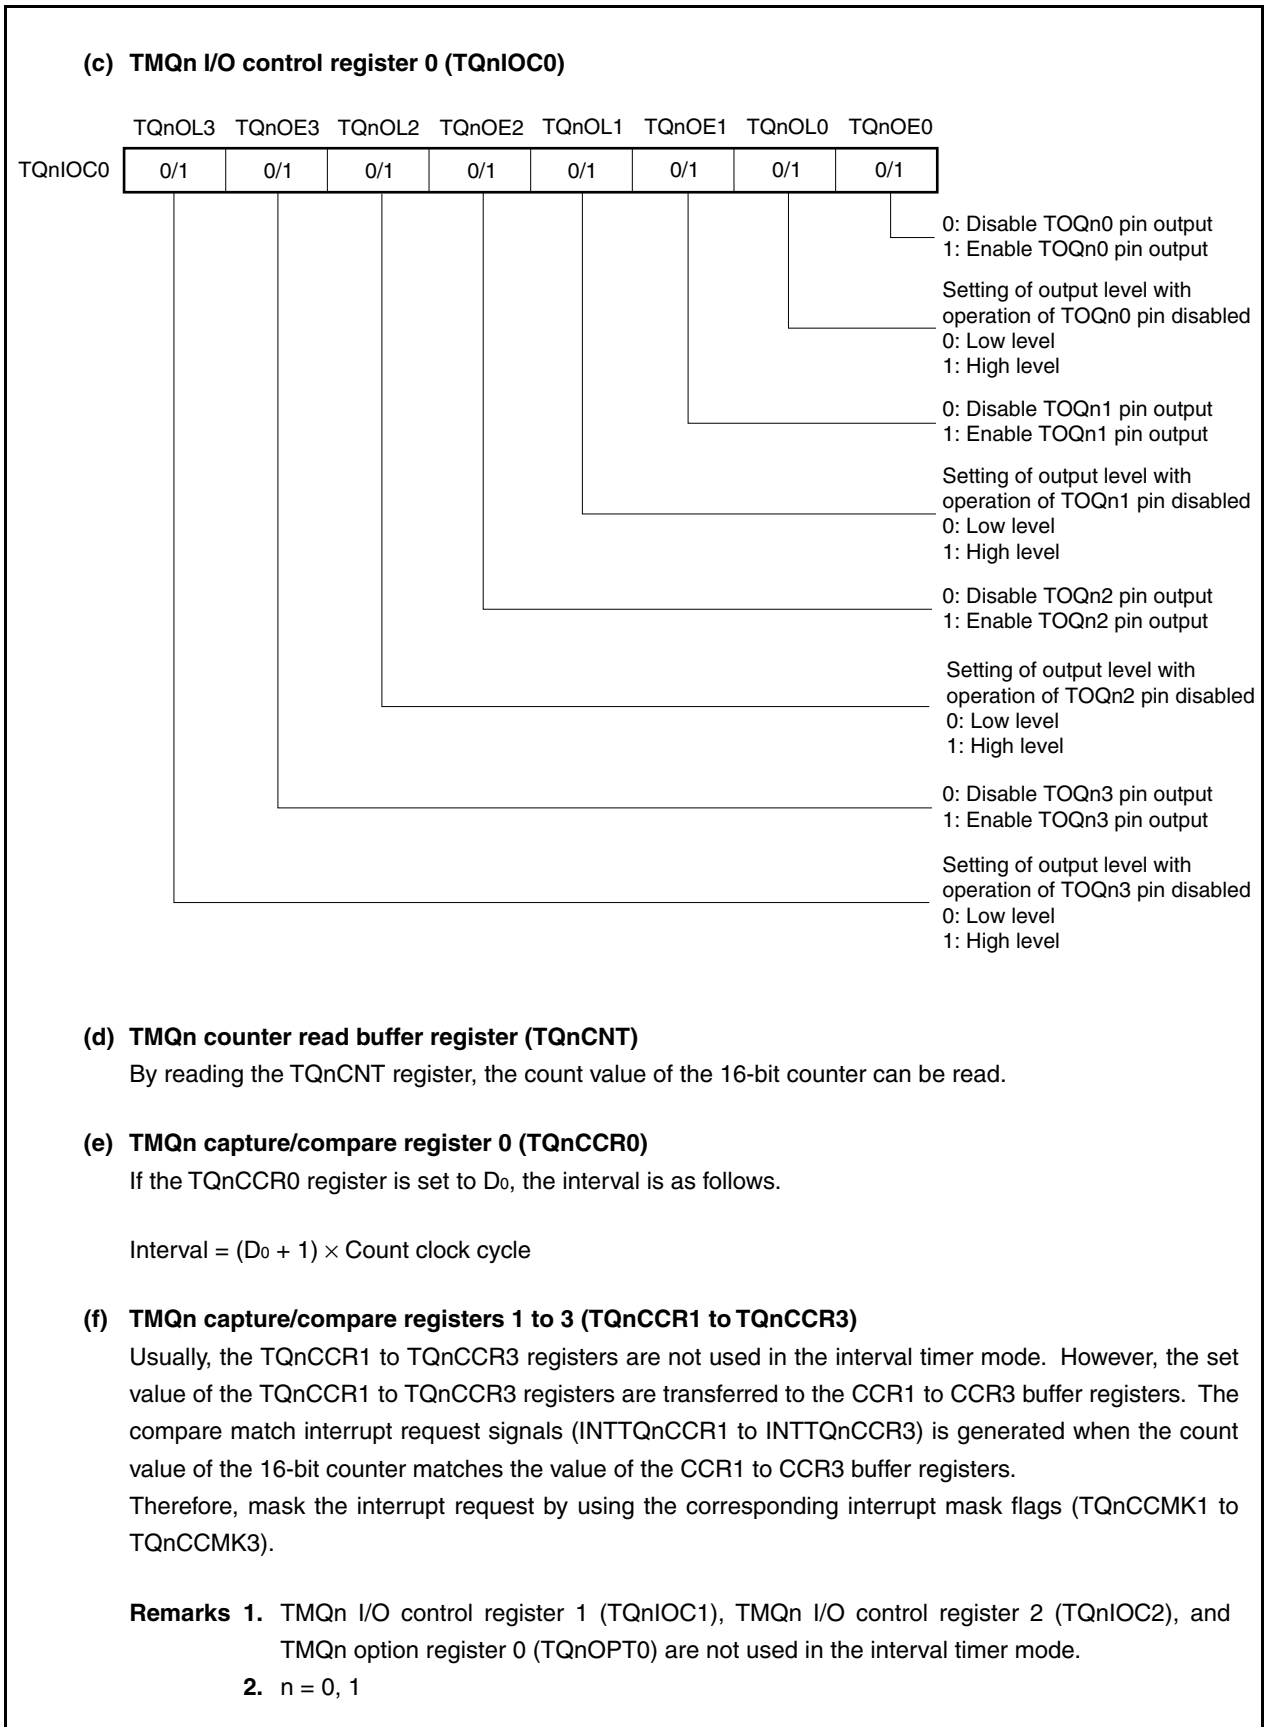 (c) TMQn I/O control register 0 (TQnIOC0)
TQnOL3 TQnOE3 TQnOL2 TQnOE2 TQnOL1 TQnOE1 TQnOL0 TQnOE0
TQnIOC0 0/1 0/1 0/1 0/1 0/1 0/1 0/1 0/1
0: Disable TOQn0 pin output
1: Enable TOQn0 pin output
Setting of output level with
operation of TOQn0 pin disabled
0: Low level
1: High level
0: Disable TOQn1 pin output
1: Enable TOQn1 pin output
Setting of output level with
operation of TOQn1 pin disabled
0: Low level
1: High level
0: Disable TOQn2 pin output
1: Enable TOQn2 pin output
Setting of output level with
operation of TOQn2 pin disabled
0: Low level
1: High level
0: Disable TOQn3 pin output
1: Enable TOQn3 pin output
Setting of output level with
operation of TOQn3 pin disabled
0: Low level
1: High level
(d) TMQn counter read buffer register (TQnCNT)
By reading the TQnCNT register, the count value of the 16-bit counter can be read.
(e) TMQn capture/compare register 0 (TQnCCR0)
If the TQnCCR0 register is set to D0, the interval is as follows.
Interval = (D0 + 1) × Count clock cycle
(f) TMQn capture/compare registers 1 to 3 (TQnCCR1 to TQnCCR3)
Usually, the TQnCCR1 to TQnCCR3 registers are not used in the interval timer mode. However, the set
value of the TQnCCR1 to TQnCCR3 registers are transferred to the CCR1 to CCR3 buffer registers. The
compare match interrupt request signals (INTTQnCCR1 to INTTQnCCR3) is generated when the count
value of the 16-bit counter matches the value of the CCR1 to CCR3 buffer registers.
Therefore, mask the interrupt request by using the corresponding interrupt mask flags (TQnCCMK1 to
TQnCCMK3).
Remarks 1. TMQn I/O control register 1 (TQnIOC1), TMQn I/O control register 2 (TQnIOC2), and
TMQn option register 0 (TQnOPT0) are not used in the interval timer mode.
2. n = 0, 1